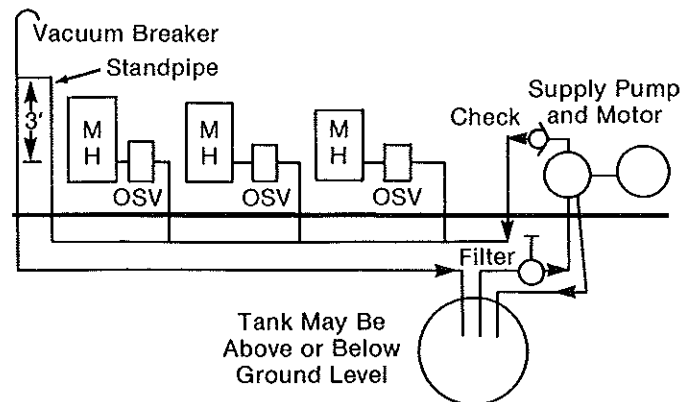 Vacuum Breaker
Standpipe
3'
M
H
OSV
M
H
OSV
M
H
OSV
Check
Supply Pump
and Motor
Filter
Tank May Be
Above or Below
Ground Level